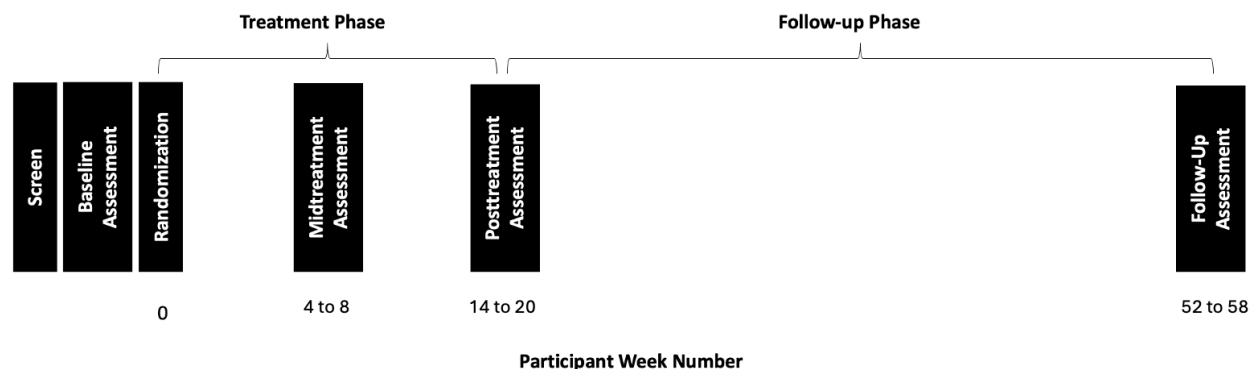 Treatment Phase
Follow-up Phase
Screen
Baseline
Assessment
Randomization
Midtreatment
Assessment
Posttreatment
Assessment
Follow-Up
Assessment
0
4 to 8
14 to 20
52 to 58
Participant Week Number